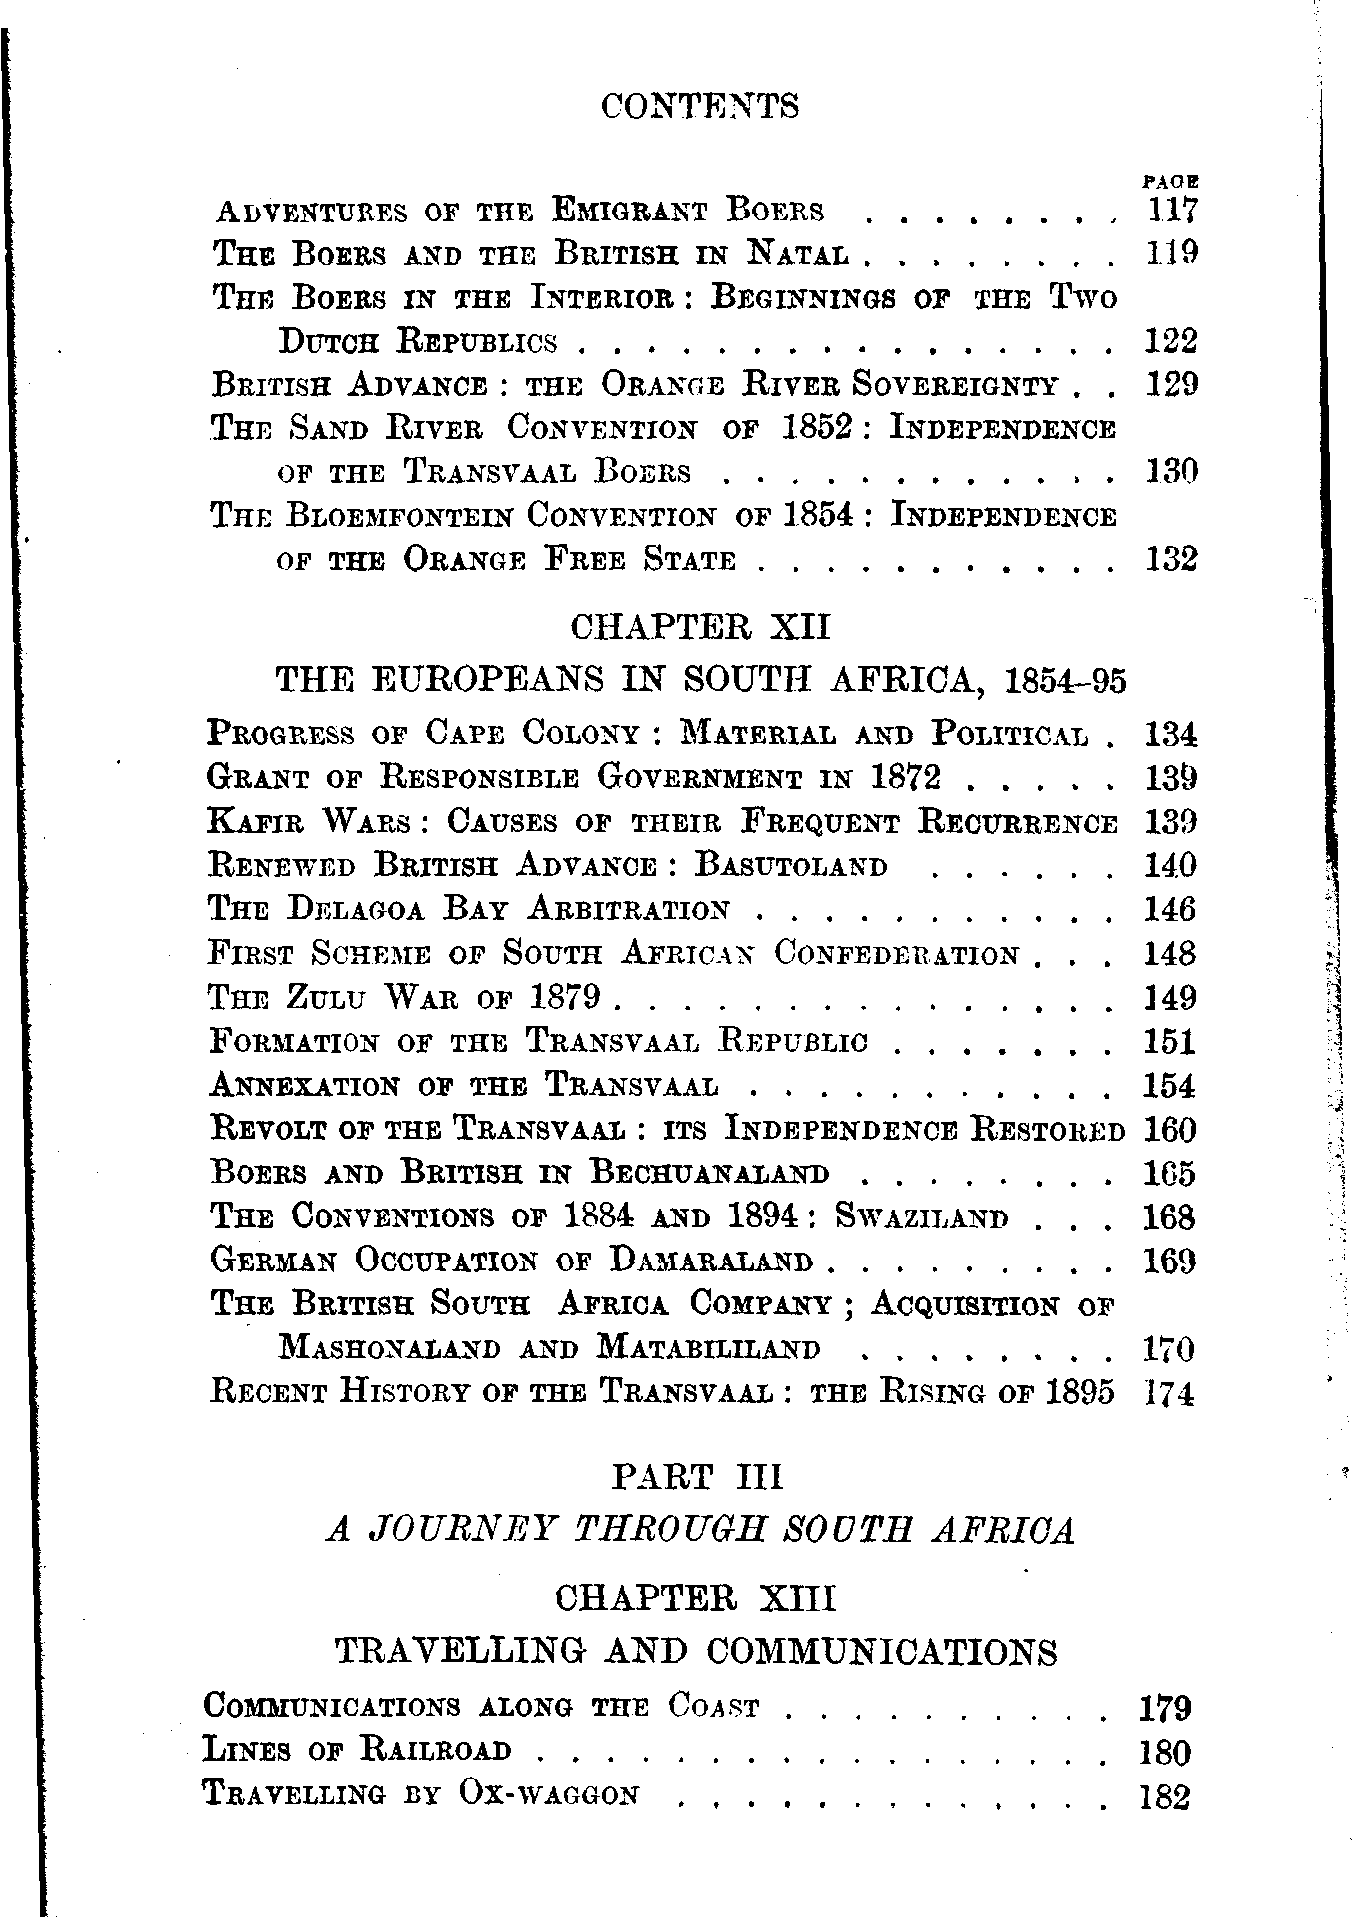 CONTENTS
PAGE
ADVENTURES OF THE EMIGRANT BOERS . . . . . . . . 117
THE BOERS AND THE BRITISH IN NATAL . . . . . . . . 119
THE BOERS IN THE INTERIOR : BEGINNINGS OF THE TWO
DUTCH REPUBLICS . . . . . . . . . . . . . . . . 122
BRITISH ADVANCE : THE ORANGE RIVER SOVEREIGNTY . . 129
THE SAND RIVER CONVENTION OF 1852 : INDEPENDENCE
OF THE TRANSVAAL BOERS . . . . . . . . . . . . 130
THE BLOEMFONTEIN CONVENTION OF 1854 : INDEPENDENCE
OF THE ORANGE FREE STATE . . . . . . . . . . . 132
CHAPTER XII
THE EUROPEANS IN SOUTH AFRICA, 1854–95
PROGRESS OF CAPE COLONY : MATERIAL AND POLITICAL . 134
GRANT OF RESPONSIBLE GOVERNMENT IN 1872 . . . . . 139
KAFIR WARS : CAUSES OF THEIR FREQUENT RECURRENCE 139
RENEWED BRITISH ADVANCE : BASUTOLAND . . . . . . 140
THE DELAGOA BAY ARBITRATION . . . . . . . . . . . 146
FIRST SCHEME OF SOUTH AFRICAN CONFEDERATION . . . 148
THE ZULU WAR OF 1879 . . . . . . . . . . . . . . . 149
FORMATION OF THE TRANSVAAL REPUBLIC . . . . . . . 151
ANNEXATION OF THE TRANSVAAL . . . . . . . . . . . 154
REVOLT OF THE TRANSVAAL : ITS INDEPENDENCE RESTORED 160
BOERS AND BRITISH IN BECHUANALAND . . . . . . . . 165
THE CONVENTIONS OF 1884 AND 1894 : SWAZILAND . . . 168
GERMAN OCCUPATION OF DAMARALAND . . . . . . . . . 169
THE BRITISH SOUTH AFRICA COMPANY ; ACQUISITION OF
MASHONALAND AND MATABILILAND . . . . . . . . 170
RECENT HISTORY OF THE TRANSVAAL : THE RISING OF 1895 174
PART III
A JOURNEY THROUGH SOUTH AFRICA
CHAPTER XIII
TRAVELLING AND COMMUNICATIONS
COMMUNICATIONS ALONG THE COAST . . . . . . . . . . 179
LINES OF RAILROAD . . . . . . . . . . . . . . . . . 180
TRAVELLING BY OX-WAGGON . . . . . . . . . . . . . 182